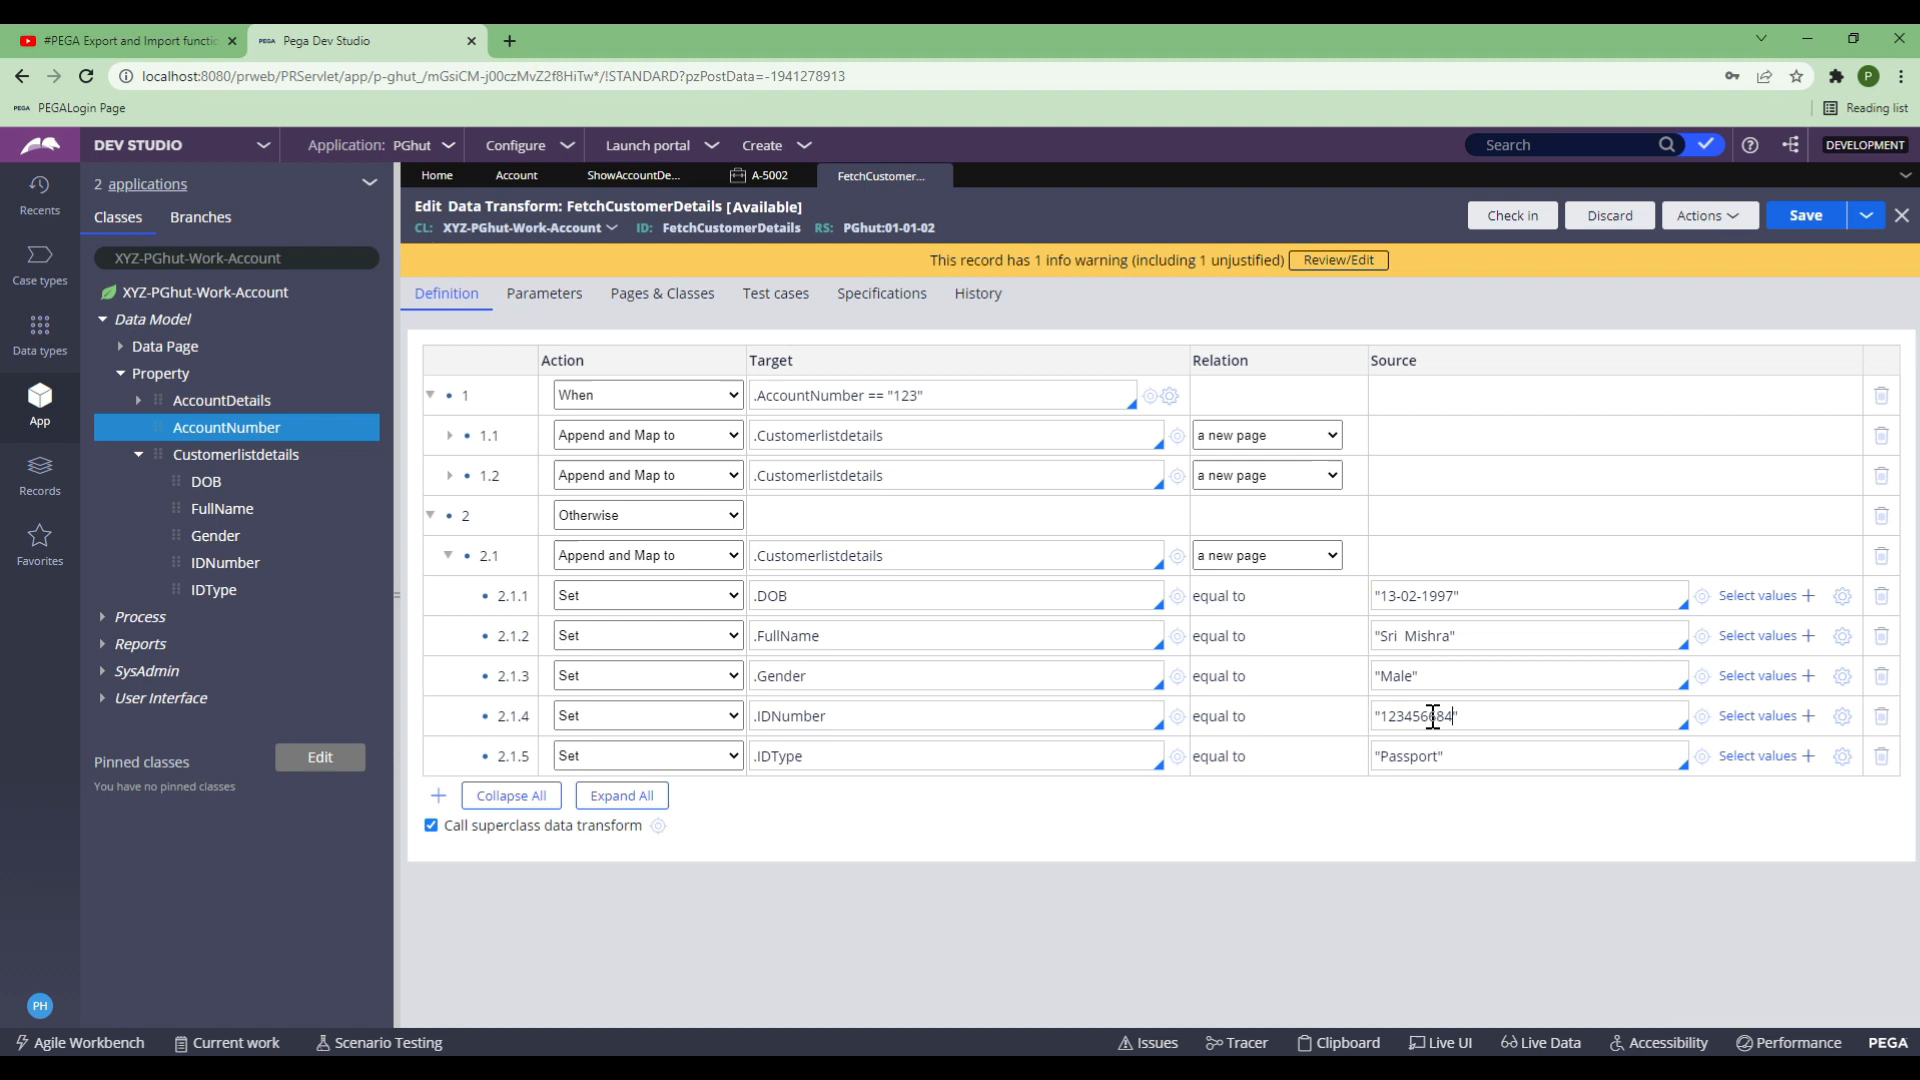 #PEGA Export and Import functio
PEGA Pega Dev Studio
localhost:8080/prweb/PRServlet/app/p-ghut_/mGsiCM-j00czMvZ2f8HiTw*/!STANDARD?pzPostData=-1941278913
P
PEGA PEGALogin Page
Reading list
DEV STUDIO
Application: PGhut
Configure
Launch portal
Create
Search
DEVELOPMENT
Recents
Case types
Data types
App
Records
Favorites
PH
2 applications
Classes
Branches
XYZ-PGhut-Work-Account
XYZ-PGhut-Work-Account
Data Model
Data Page
Property
AccountDetails
AccountNumber
Customerlistdetails
DOB
FullName
Gender
IDNumber
IDType
Process
Reports
SysAdmin
User Interface
Pinned classes
Edit
You have no pinned classes
Home
Account
ShowAccountDe...
A-5002
FetchCustomer...
Edit Data Transform: FetchCustomerDetails [Available]
CL: XYZ-PGhut-Work-Account ID: FetchCustomerDetails RS: PGhut:01-01-02
Check in
Discard
Actions
Save
This record has 1 info warning (including 1 unjustified)
Review/Edit
Definition
Parameters
Pages & Classes
Test cases
Specifications
History
Action Target Relation Source
1 When .AccountNumber == "123"
1.1 Append and Map to .Customerlistdetails a new page
1.2 Append and Map to .Customerlistdetails a new page
2 Otherwise
2.1 Append and Map to .Customerlistdetails a new page
2.1.1 Set .DOB equal to "13-02-1997" Select values
2.1.2 Set .FullName equal to "Sri Mishra" Select values
2.1.3 Set .Gender equal to "Male" Select values
2.1.4 Set .IDNumber equal to "123456684" Select values
2.1.5 Set .IDType equal to "Passport" Select values
Collapse All
Expand All
Call superclass data transform
Agile Workbench
Current work
Scenario Testing
Issues
Tracer
Clipboard
Live UI
Live Data
Accessibility
Performance
PEGA